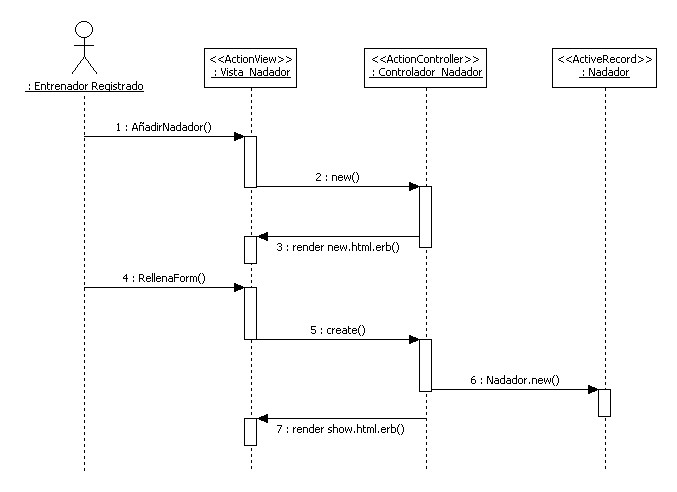 <<ActionView>>
: Vista_Nadador
<<ActionController>>
: Controlador_Nadador
<<ActiveRecord>>
: Nadador
: Entrenador Registrado
1 : AñadirNadador()
2 : new()
3 : render new.html.erb()
4 : RellenaForm()
5 : create()
6 : Nadador.new()
7 : render show.html.erb()